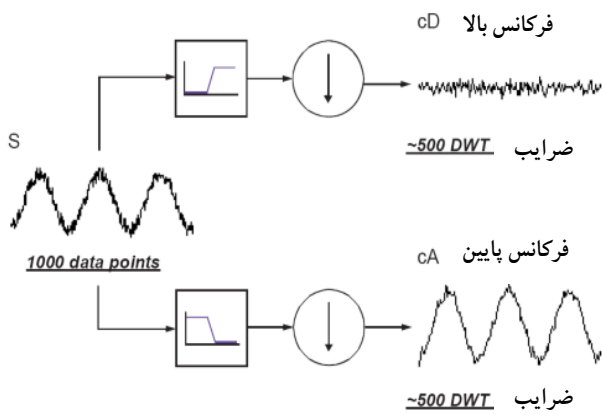 cD فرکانس بالا
~500 DWT ضرایب
S
1000 data points
فرکانس پایین
cA
~500 DWT ضرایب